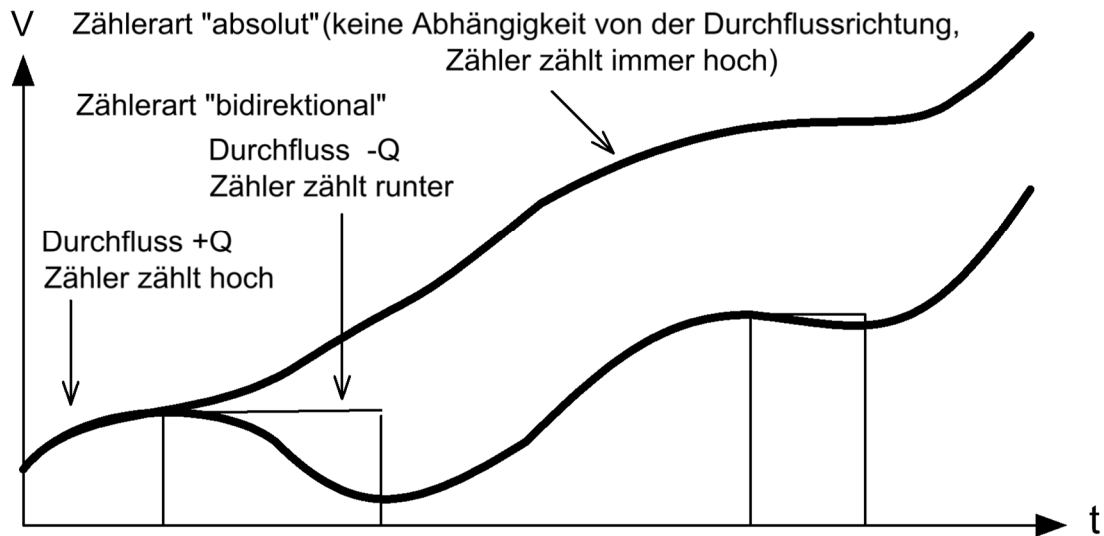 V
Zählerart "absolut"(keine Abhängigkeit von der Durchflussrichtung,
Zähler zählt immer hoch)
Zählerart "bidirektional"
Durchfluss -Q
Zähler zählt runter
Durchfluss +Q
Zähler zählt hoch
t